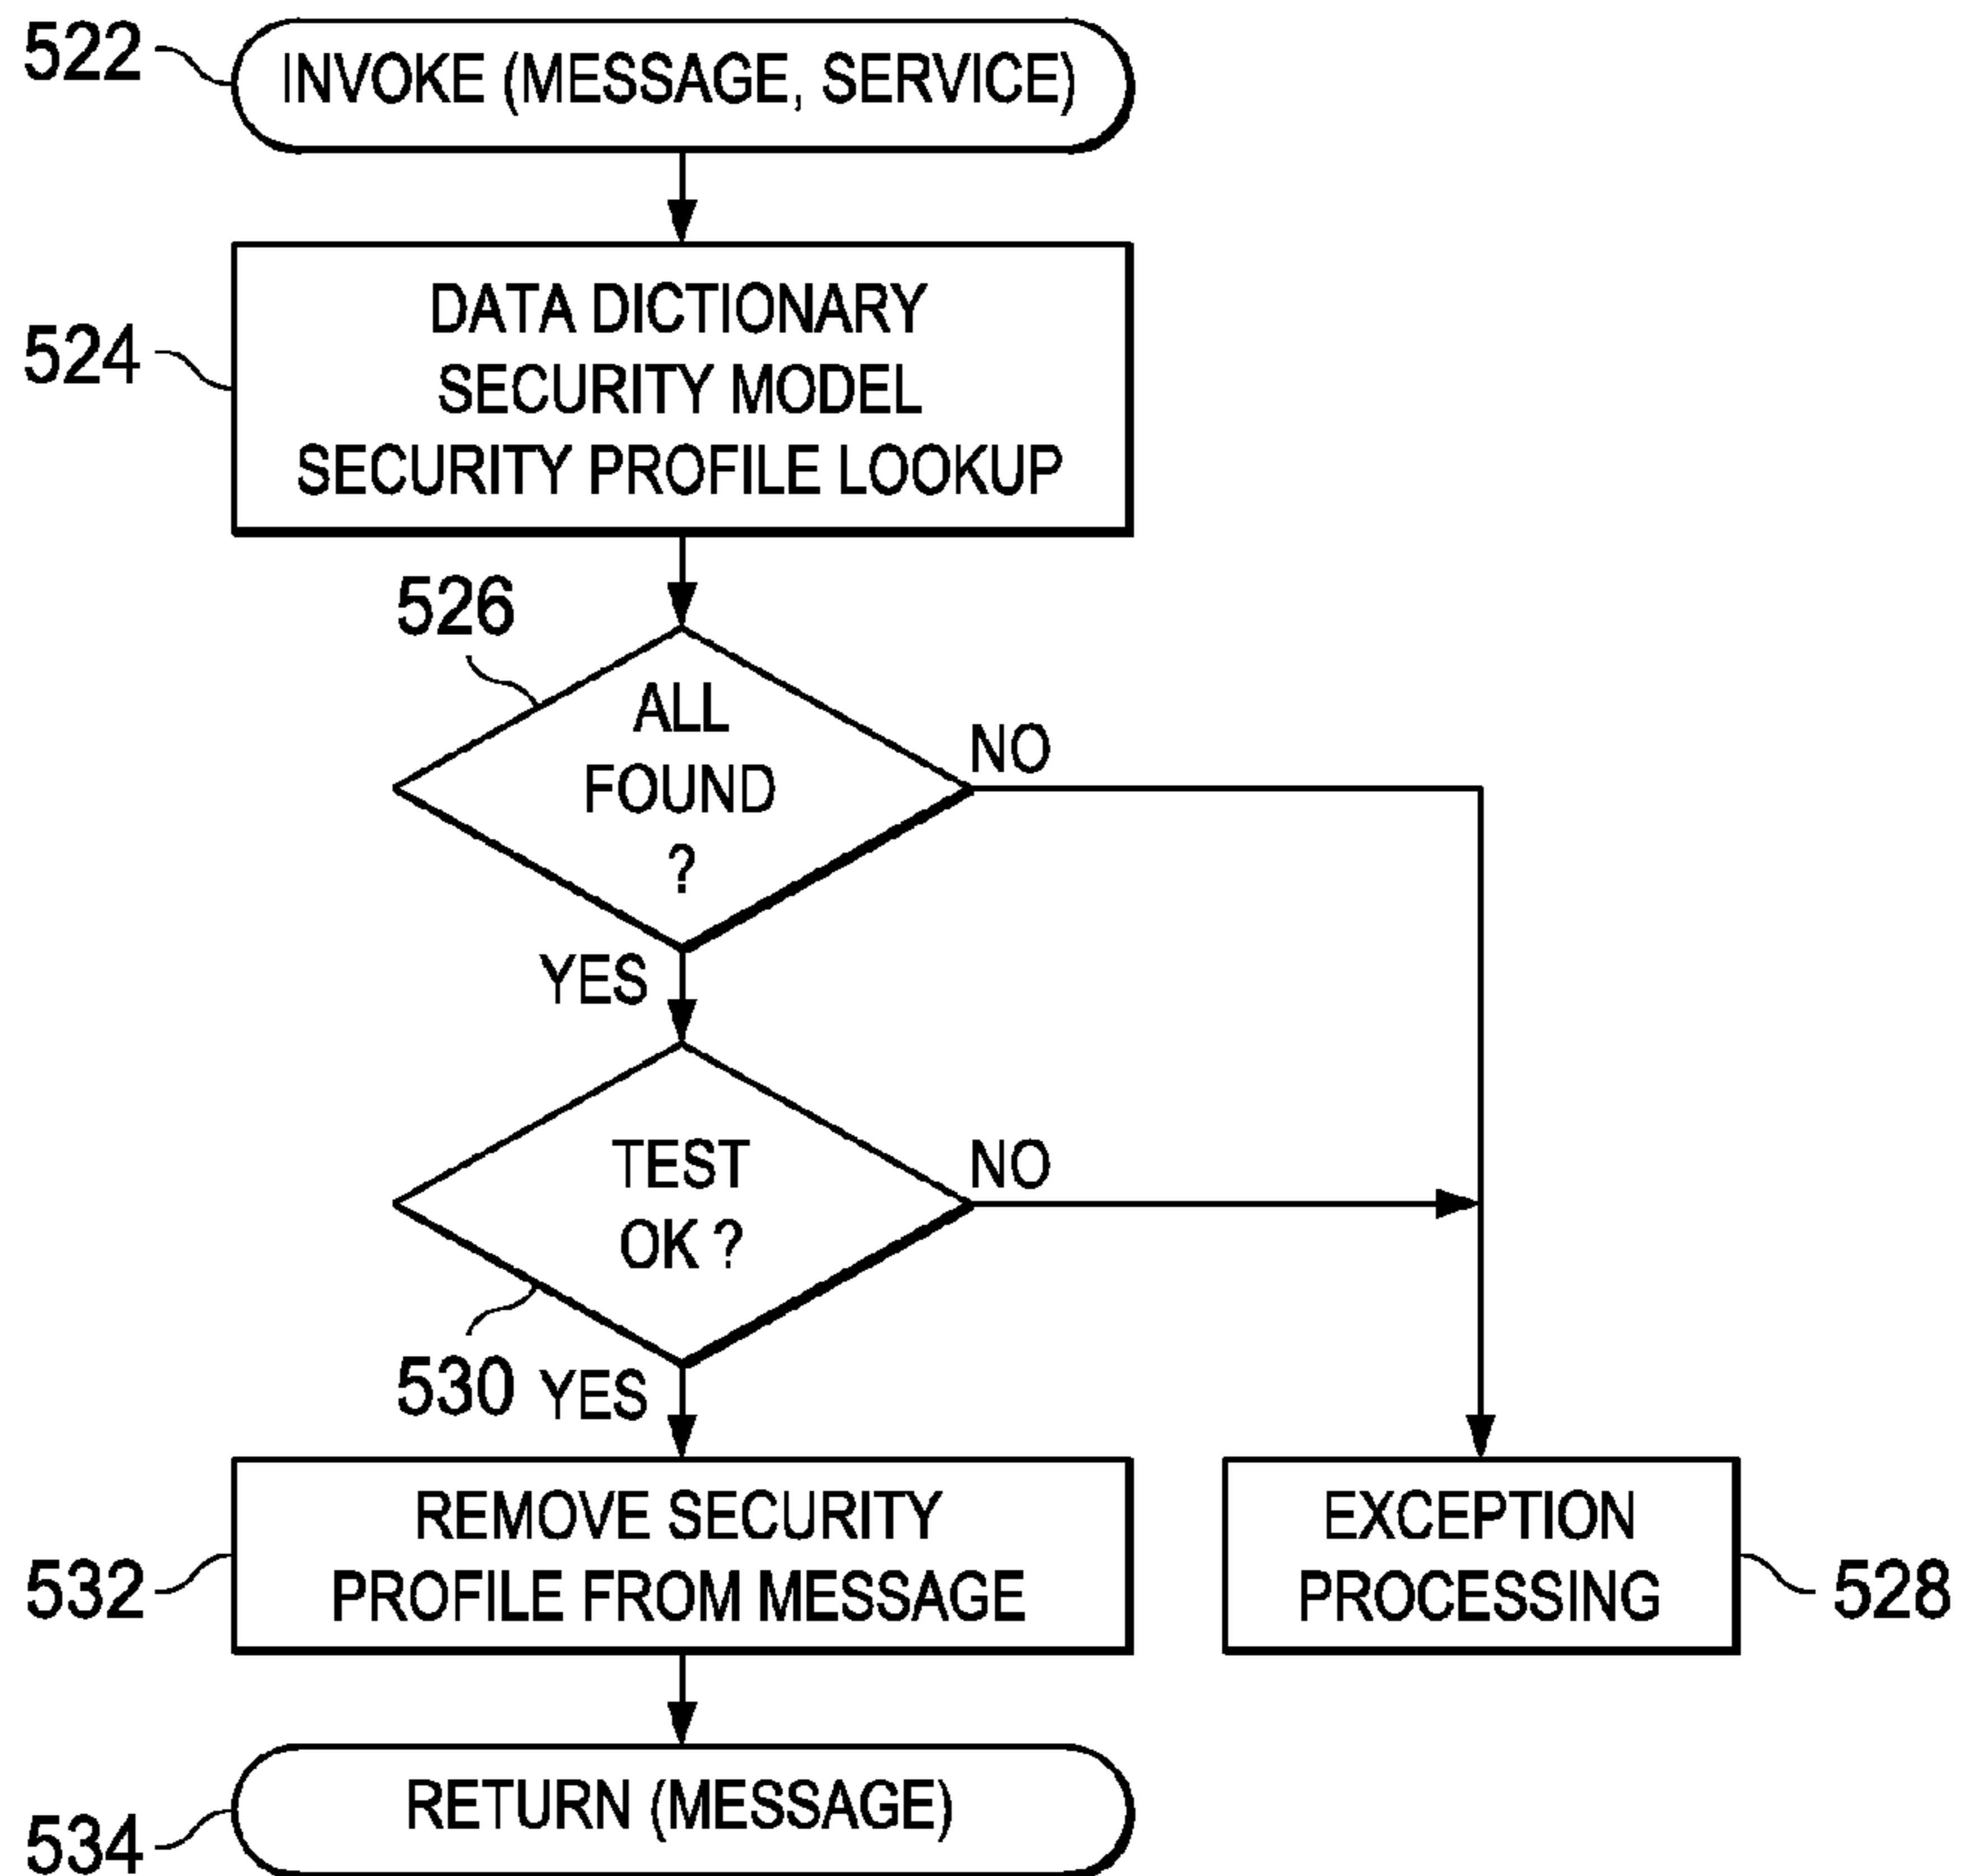 522
INVOKE (MESSAGE, SERVICE)
524
DATA DICTIONARY
SECURITY MODEL
SECURITY PROFILE LOOKUP
526
ALL
FOUND
?
NO
YES
TEST
OK ?
NO
530
YES
532
REMOVE SECURITY
PROFILE FROM MESSAGE
EXCEPTION
PROCESSING
528
534
RETURN (MESSAGE)